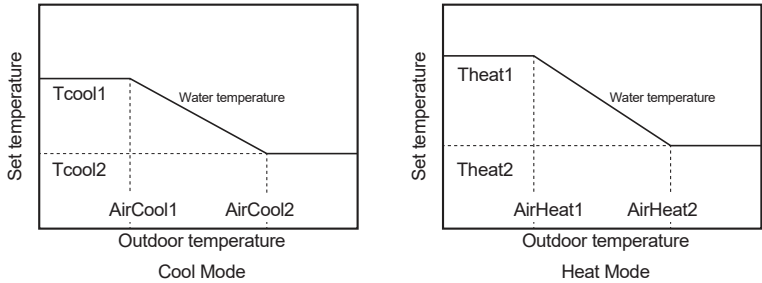 Set temperature
Tcool1
Water temperature
Tcool2
AirCool1
AirCool2
Outdoor temperature
Cool Mode
Set temperature
Theat1
Water temperature
Theat2
AirHeat1
AirHeat2
Outdoor temperature
Heat Mode